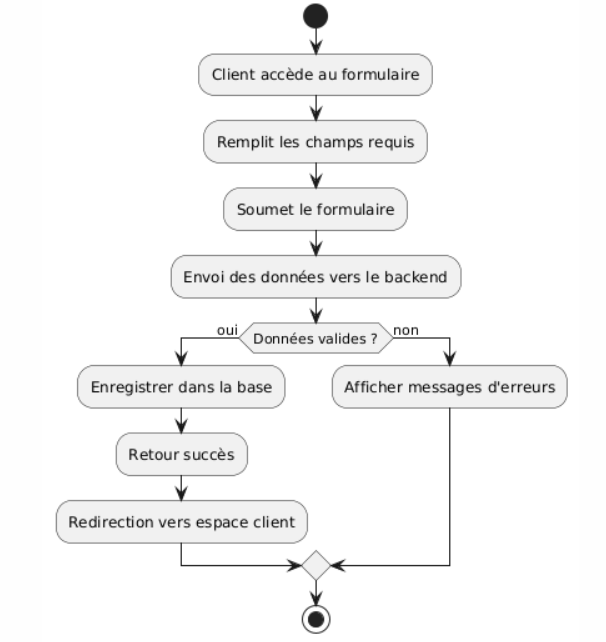 Client accède au formulaire
Remplit les champs requis
Soumet le formulaire
Envoi des données vers le backend
oui
Données valides ?
non
Enregistrer dans la base
Afficher messages d'erreurs
Retour succès
Redirection vers espace client